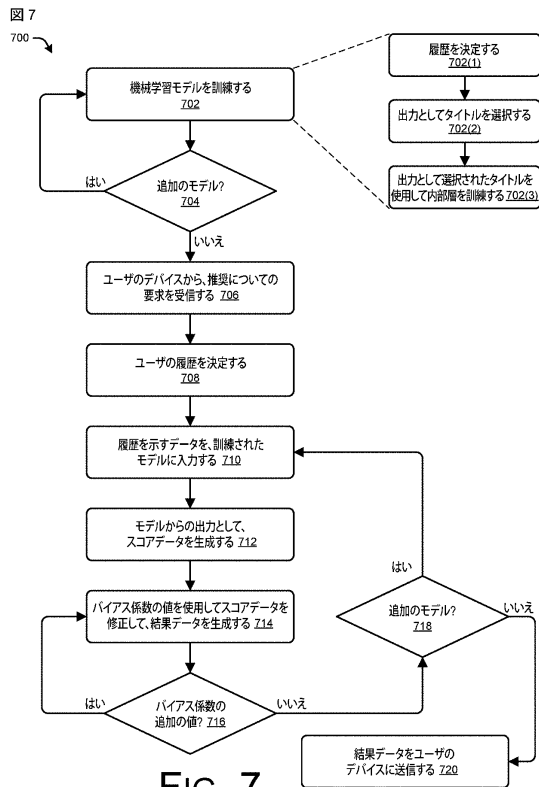 図 7
700
機械学習モデルを訓練する
702
履歴を決定する
702(1)
出力としてタイトルを選択する
702(2)
出力として選択されたタイトルを
使用して内部層を訓練する 702(3)
追加のモデル?
704
はい
いいえ
ユーザのデバイスから、推奨についての
要求を受信する 706
ユーザの履歴を決定する
708
履歴を示すデータを、訓練された
モデルに入力する 710
モデルからの出力として、
スコアデータを生成する 712
バイアス係数の値を使用してスコアデータを
修正して、結果データを生成する 714
バイアス係数の
追加の値? 716
はい
いいえ
追加のモデル?
718
はい
いいえ
結果データをユーザの
デバイスに送信する 720
FIG. 7